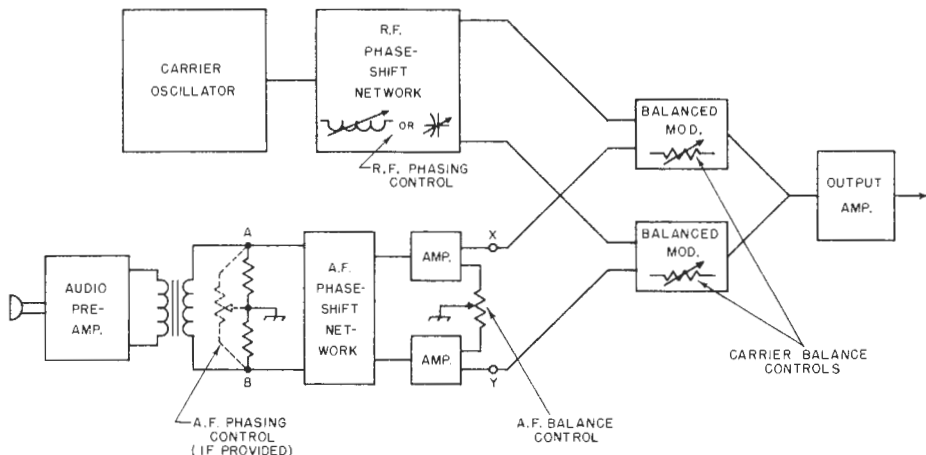 CARRIER
OSCILLATOR
R.F.
PHASE-
SHIFT
NETWORK
OR
R.F. PHASING
CONTROL
BALANCED
MOD.
OUTPUT
AMP.
BALANCED
MOD.
CARRIER BALANCE
CONTROLS
AUDIO
PRE-
AMP.
A
B
A.F. PHASING
CONTROL
(IF PROVIDED)
A.F.
PHASE-
SHIFT
NET-
WORK
AMP.
X
AMP.
Y
A.F. BALANCE
CONTROL